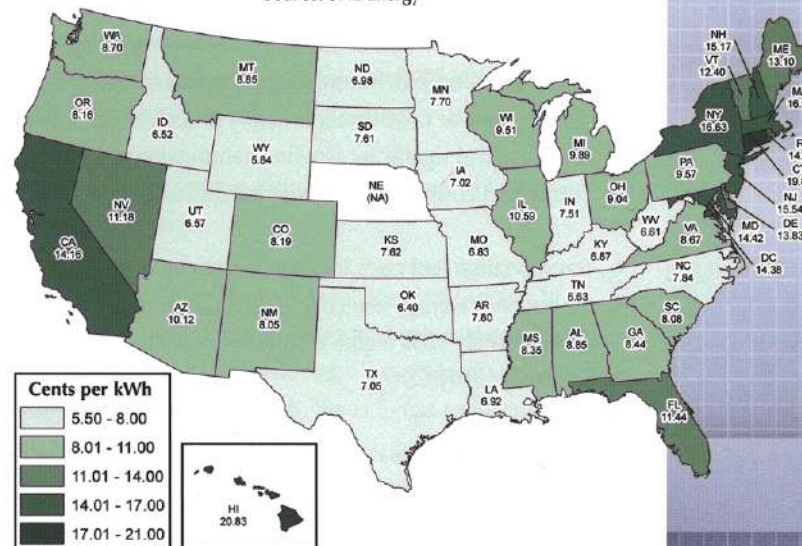 WA
8.70
OR
8.16
CA
14.16
NV
11.18
ID
6.52
MT
8.85
WY
5.84
UT
6.57
AZ
10.12
CO
8.19
NM
8.05
ND
6.98
SD
7.61
NE
(NA)
KS
7.62
OK
6.40
TX
7.05
MN
7.70
IA
7.02
MO
6.83
AR
7.80
LA
6.92
WI
9.51
IL
10.59
MI
9.89
IN
7.51
OH
9.04
KY
6.87
TN
6.63
MS
8.35
AL
8.85
GA
8.44
FL
11.44
SC
8.08
NC
7.84
VA
8.67
WV
6.61
PA
9.57
NY
16.63
NH
15.17
VT
12.40
ME
13.10
NJ
15.54
DE
13.83
MD
14.42
DC
14.38
HI
20.83
Cents per kWh
5.50 - 8.00
8.01 - 11.00
11.01 - 14.00
14.01 - 17.00
17.01 - 21.00